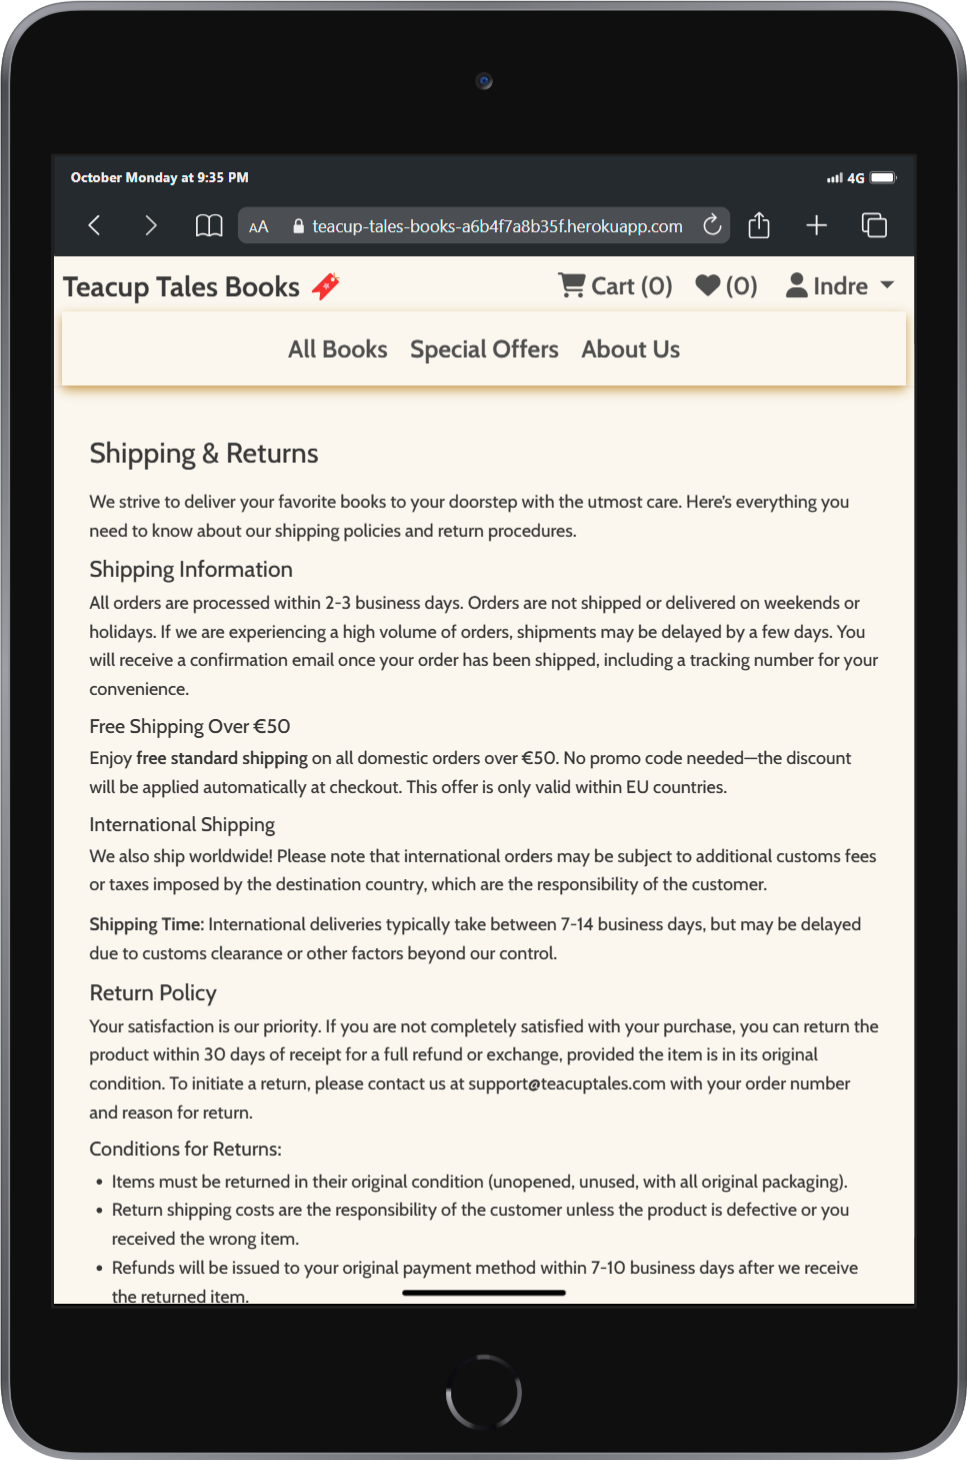 October Monday at 9:35 PM
4G
AA
teacup-tales-books-a6b4f7a8b35f.herokuapp.com
Teacup Tales Books
Cart (0)
(0)
Indre
All Books
Special Offers
About Us
Shipping & Returns
We strive to deliver your favorite books to your doorstep with the utmost care. Here's everything you
need to know about our shipping policies and return procedures.
Shipping Information
All orders are processed within 2-3 business days. Orders are not shipped or delivered on weekends or
holidays. If we are experiencing a high volume of orders, shipments may be delayed by a few days. You
will receive a confirmation email once your order has been shipped, including a tracking number for your
convenience.
Free Shipping Over €50
Enjoy free standard shipping on all domestic orders over €50. No promo code needed—the discount
will be applied automatically at checkout. This offer is only valid within EU countries.
International Shipping
We also ship worldwide! Please note that international orders may be subject to additional customs fees
or taxes imposed by the destination country, which are the responsibility of the customer.
Shipping Time: International deliveries typically take between 7-14 business days, but may be delayed
due to customs clearance or other factors beyond our control.
Return Policy
Your satisfaction is our priority. If you are not completely satisfied with your purchase, you can return the
product within 30 days of receipt for a full refund or exchange, provided the item is in its original
condition. To initiate a return, please contact us at support@teacuptales.com with your order number
and reason for return.
Conditions for Returns:
• Items must be returned in their original condition (unopened, unused, with all original packaging).
• Return shipping costs are the responsibility of the customer unless the product is defective or you
received the wrong item.
• Refunds will be issued to your original payment method within 7-10 business days after we receive
the returned item.